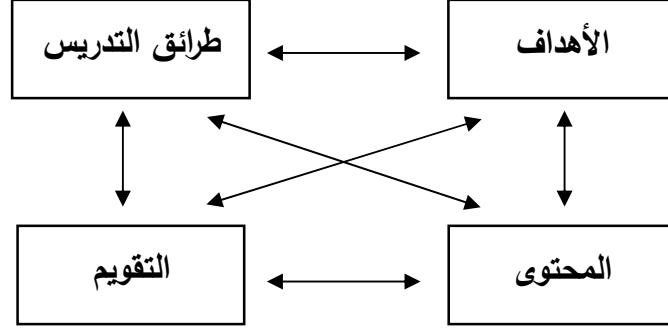 الأهداف
طرائق التدريس
المحتوى
التقويم